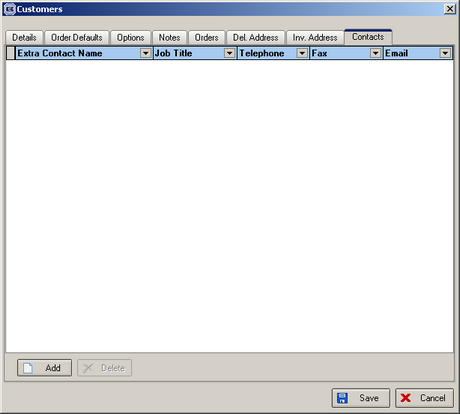 Customers
Details Order Defaults Options Notes Orders Del. Address Inv. Address Contacts
Extra Contact Name Job Title Telephone Fax Email
Add Delete
Save Cancel